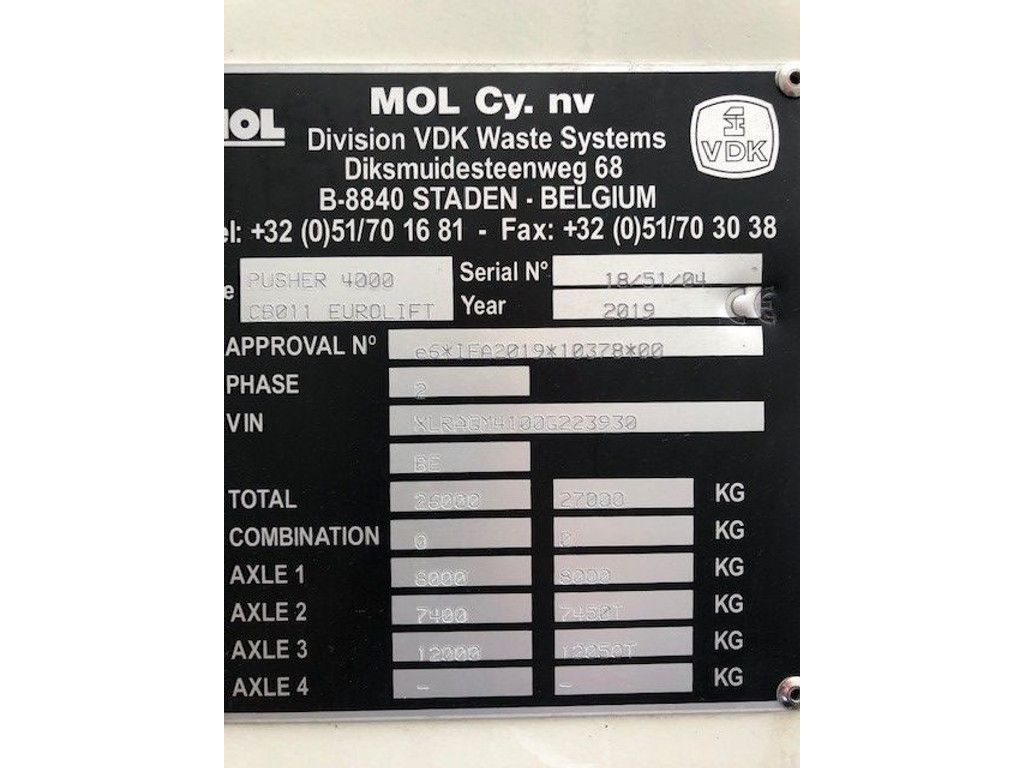 MOL Cy. nv
Division VDK Waste Systems
Diksmuidesteenweg 68
B-8840 STADEN - BELGIUM
el: +32 (0)51/70 16 81 - Fax: +32 (0)51/70 30 38
OL
VDK
e PUSHER 4000 Serial N° 18/51/04
CB011 EUROLIFT Year 2019 CE
APPROVAL N° e6*IFA2019*10378*00
PHASE 2
VIN XLRAQM4100G223930
BE
TOTAL 26000 27000 KG
COMBINATION 0 0 KG
AXLE 1 8000 8000 KG
AXLE 2 7400 7450T KG
AXLE 3 12000 12050T KG
AXLE 4 - - KG